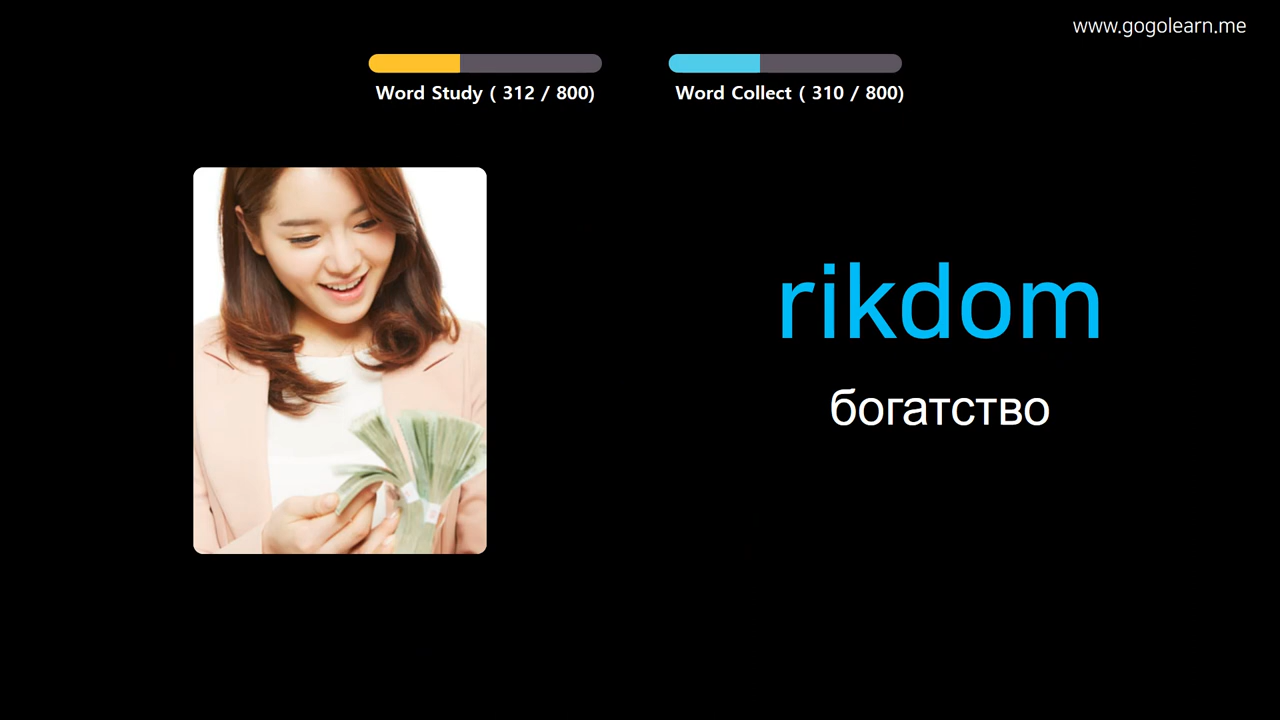 www.gogolearn.me
Word Study ( 312 / 800)
Word Collect ( 310 / 800)
rikdom
богатство